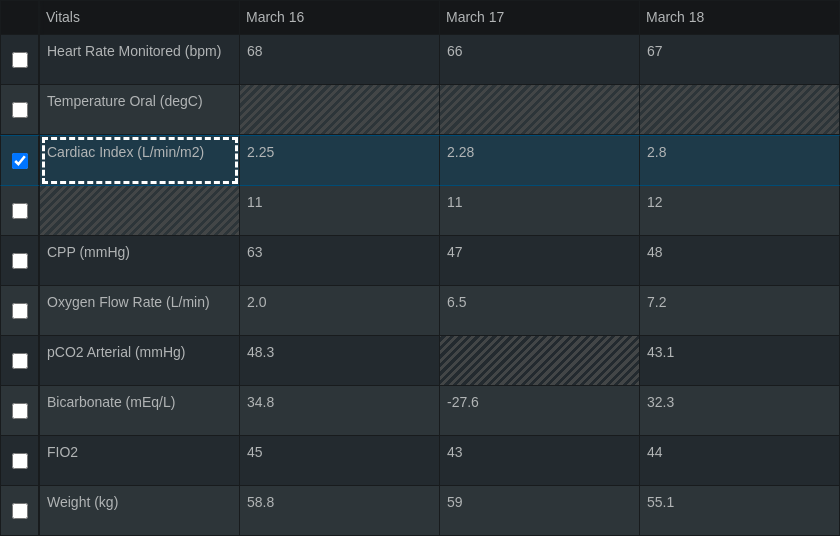 Vitals March 16 March 17 March 18
Heart Rate Monitored (bpm) 68 66 67
Temperature Oral (degC)
Cardiac Index (L/min/m2) 2.25 2.28 2.8
11 11 12
CPP (mmHg) 63 47 48
Oxygen Flow Rate (L/min) 2.0 6.5 7.2
pCO2 Arterial (mmHg) 48.3 43.1
Bicarbonate (mEq/L) 34.8 -27.6 32.3
FIO2 45 43 44
Weight (kg) 58.8 59 55.1